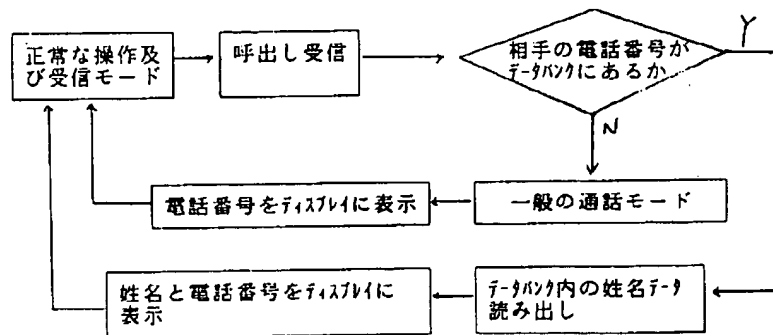 正常な操作及
び受信モード
呼出し受信
相手の電話番号が
ﾃﾞｰﾀﾊﾞﾝｸにあるか
Y
N
一般の通話モード
電話番号をﾃﾞｨｽﾌﾟﾚｲに表示
ﾃﾞｰﾀﾊﾞﾝｸ内の姓名ﾃﾞｰﾀ
読み出し
姓名と電話番号をﾃﾞｨｽﾌﾟﾚｲに
表示